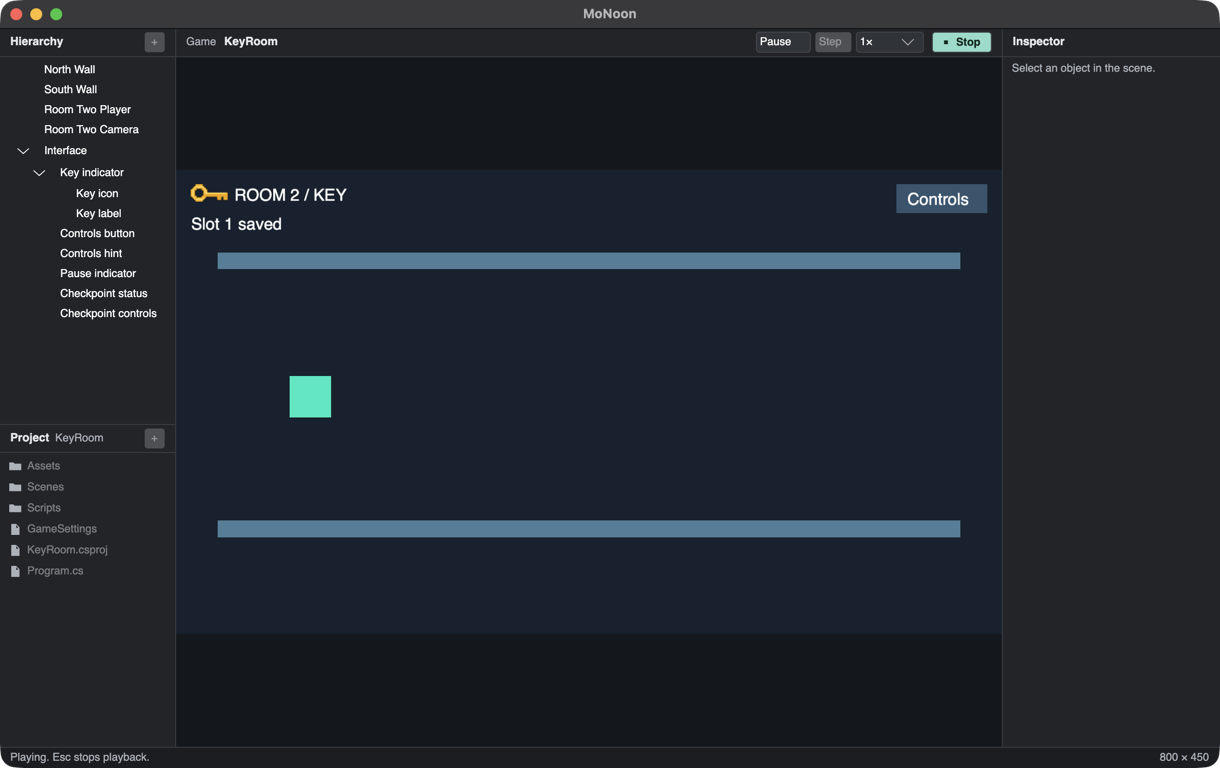 MoNoon
Hierarchy
+
Game KeyRoom
Pause
Step
1×
Stop
Inspector
North Wall
South Wall
Room Two Player
Room Two Camera
Interface
Key indicator
Key icon
Key label
Controls button
Controls hint
Pause indicator
Checkpoint status
Checkpoint controls
Project KeyRoom
+
Assets
Scenes
Scripts
GameSettings
KeyRoom.csproj
Program.cs
ROOM 2 / KEY
Slot 1 saved
Controls
Select an object in the scene.
Playing. Esc stops playback.
800 × 450